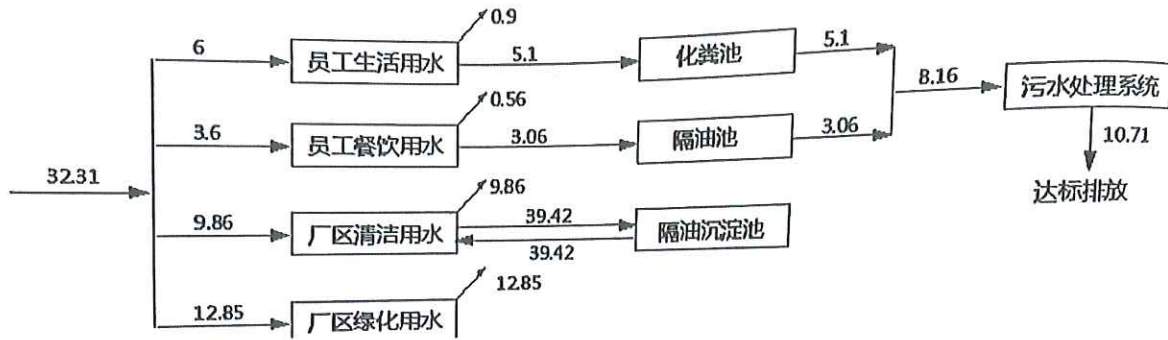 0.9
6
员工生活用水
5.1
化粪池
5.1
8.16
污水处理系统
0.56
3.6
员工餐饮用水
3.06
隔油池
3.06
10.71
达标排放
32.31
9.86
9.86
厂区清洁用水
39.42
39.42
隔油沉淀池
12.85
12.85
厂区绿化用水